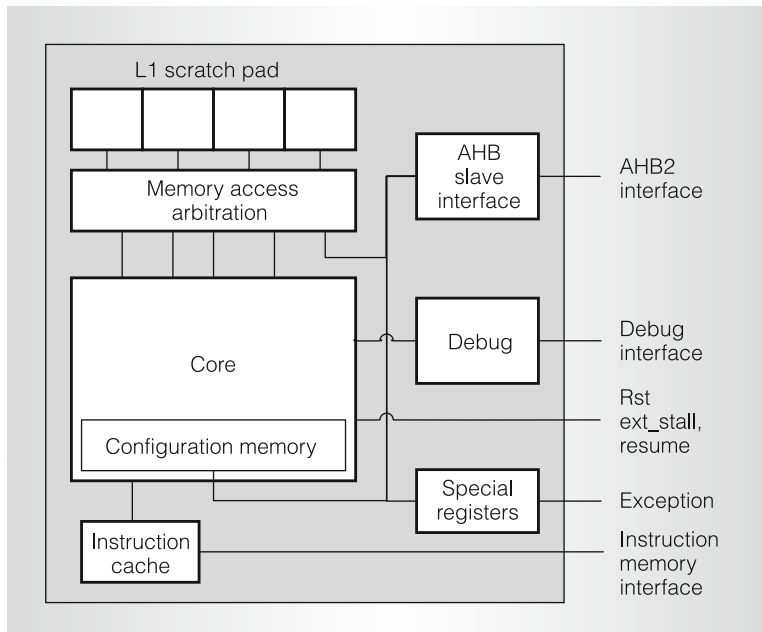 L1 scratch pad
Memory access
arbitration
AHB
slave
interface
AHB2
interface
Core
Configuration memory
Debug
Debug
interface
Rst
ext_stall,
resume
Special
registers
Exception
Instruction
cache
Instruction
memory
interface